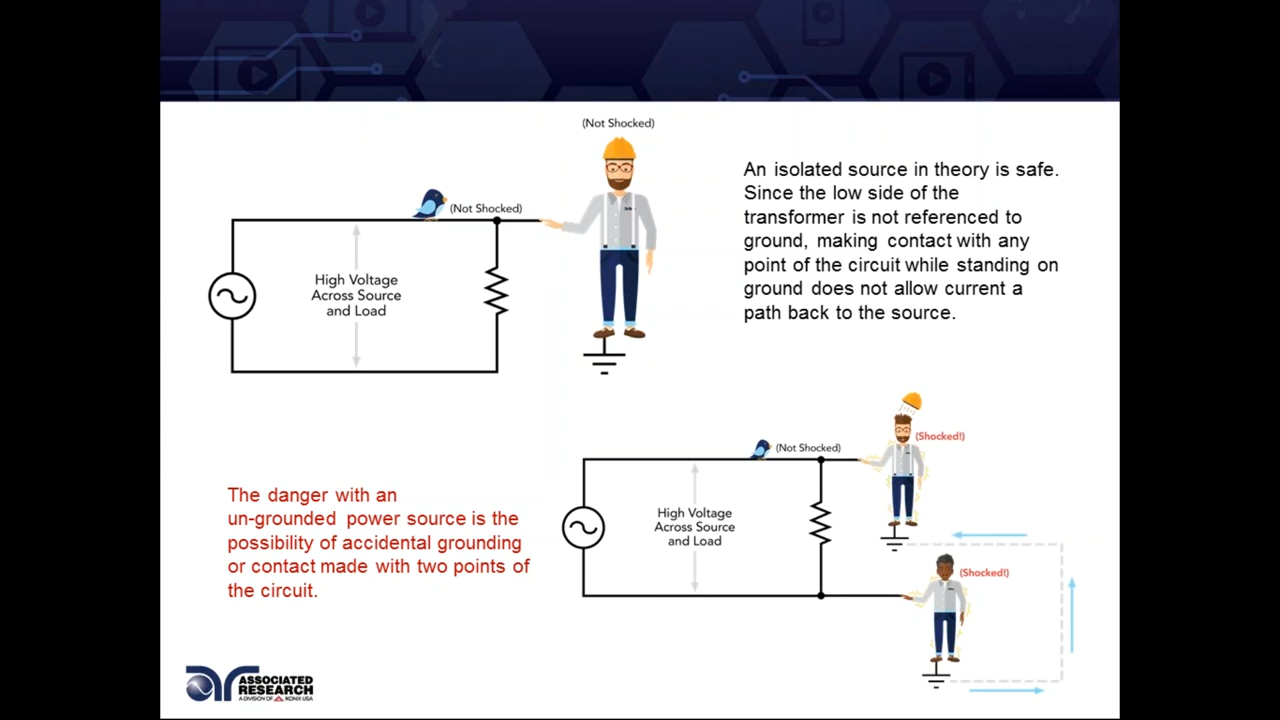 (Not Shocked)
An isolated source in theory is safe.
Since the low side of the
transformer is not referenced to
ground, making contact with any
point of the circuit while standing on
ground does not allow current a
path back to the source.
(Not Shocked)
High Voltage
Across Source
and Load
The danger with an
un-grounded power source is the
possibility of accidental grounding
or contact made with two points of
the circuit.
(Shocked!)
(Not Shocked)
High Voltage
Across Source
and Load
(Shocked!)
ASSOCIATED
RESEARCH
A DIVISION OF IKONIX USA